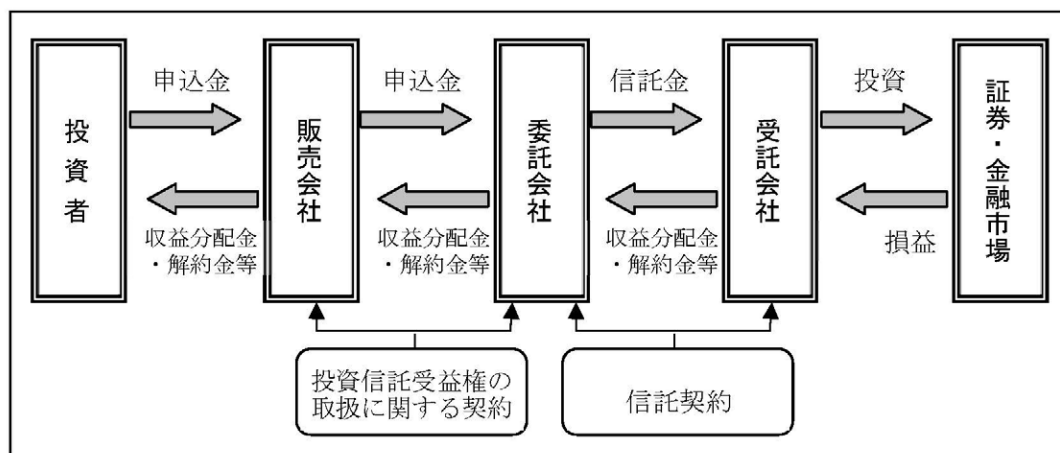 投資者
申込金
収益分配金
・解約金等
販売会社
申込金
収益分配金
・解約金等
委託会社
信託金
収益分配金
・解約金等
受託会社
投資
損益
証券・金融市場
投資信託受益権の
取扱に関する契約
信託契約